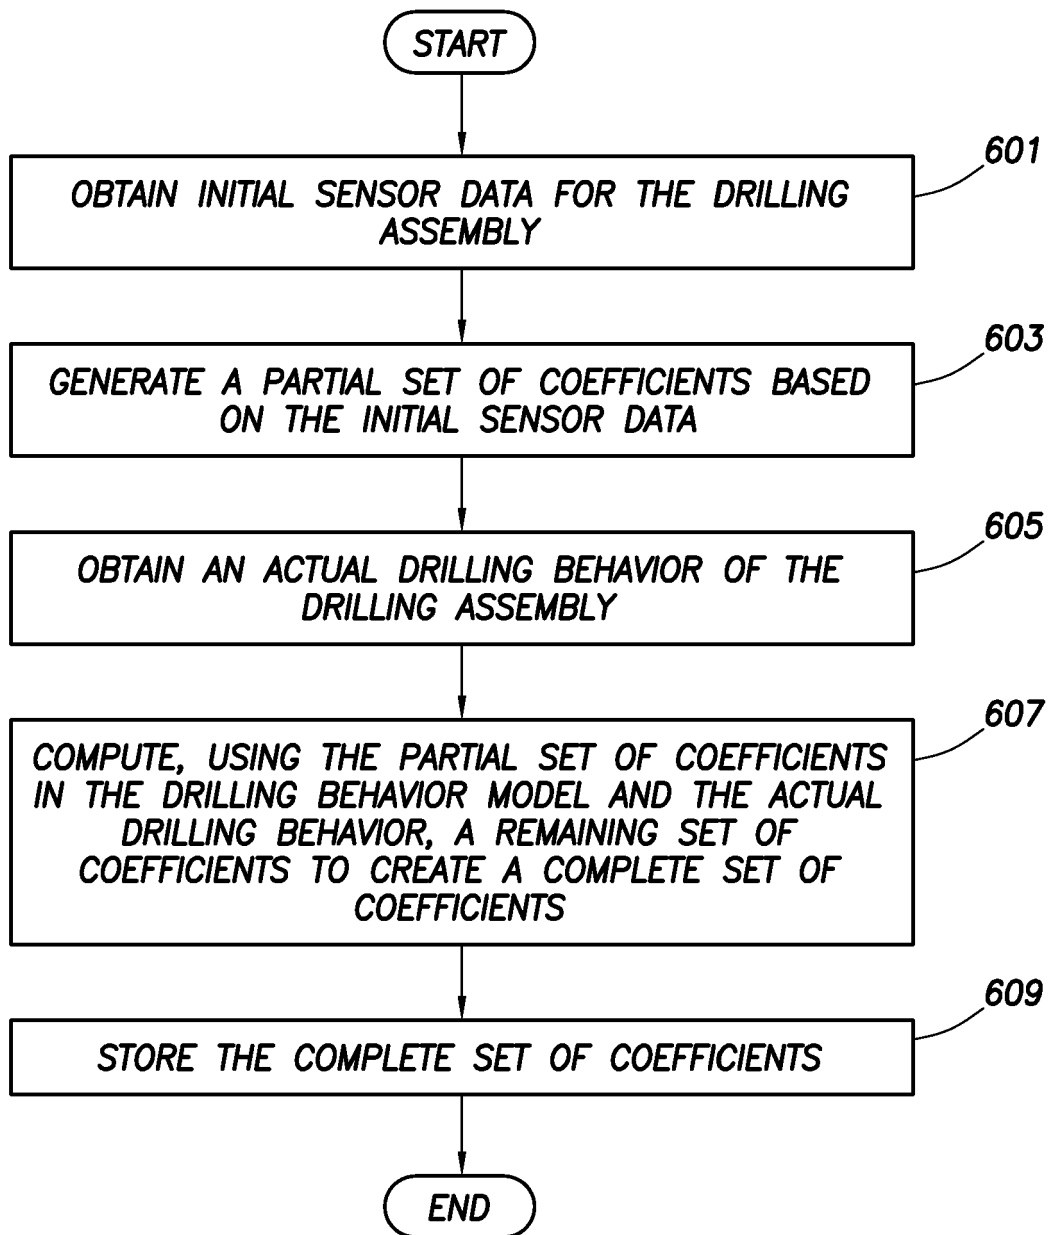 START
601
OBTAIN INITIAL SENSOR DATA FOR THE DRILLING
ASSEMBLY
603
GENERATE A PARTIAL SET OF COEFFICIENTS BASED
ON THE INITIAL SENSOR DATA
605
OBTAIN AN ACTUAL DRILLING BEHAVIOR OF THE
DRILLING ASSEMBLY
607
COMPUTE, USING THE PARTIAL SET OF COEFFICIENTS
IN THE DRILLING BEHAVIOR MODEL AND THE ACTUAL
DRILLING BEHAVIOR, A REMAINING SET OF
COEFFICIENTS TO CREATE A COMPLETE SET OF
COEFFICIENTS
609
STORE THE COMPLETE SET OF COEFFICIENTS
END